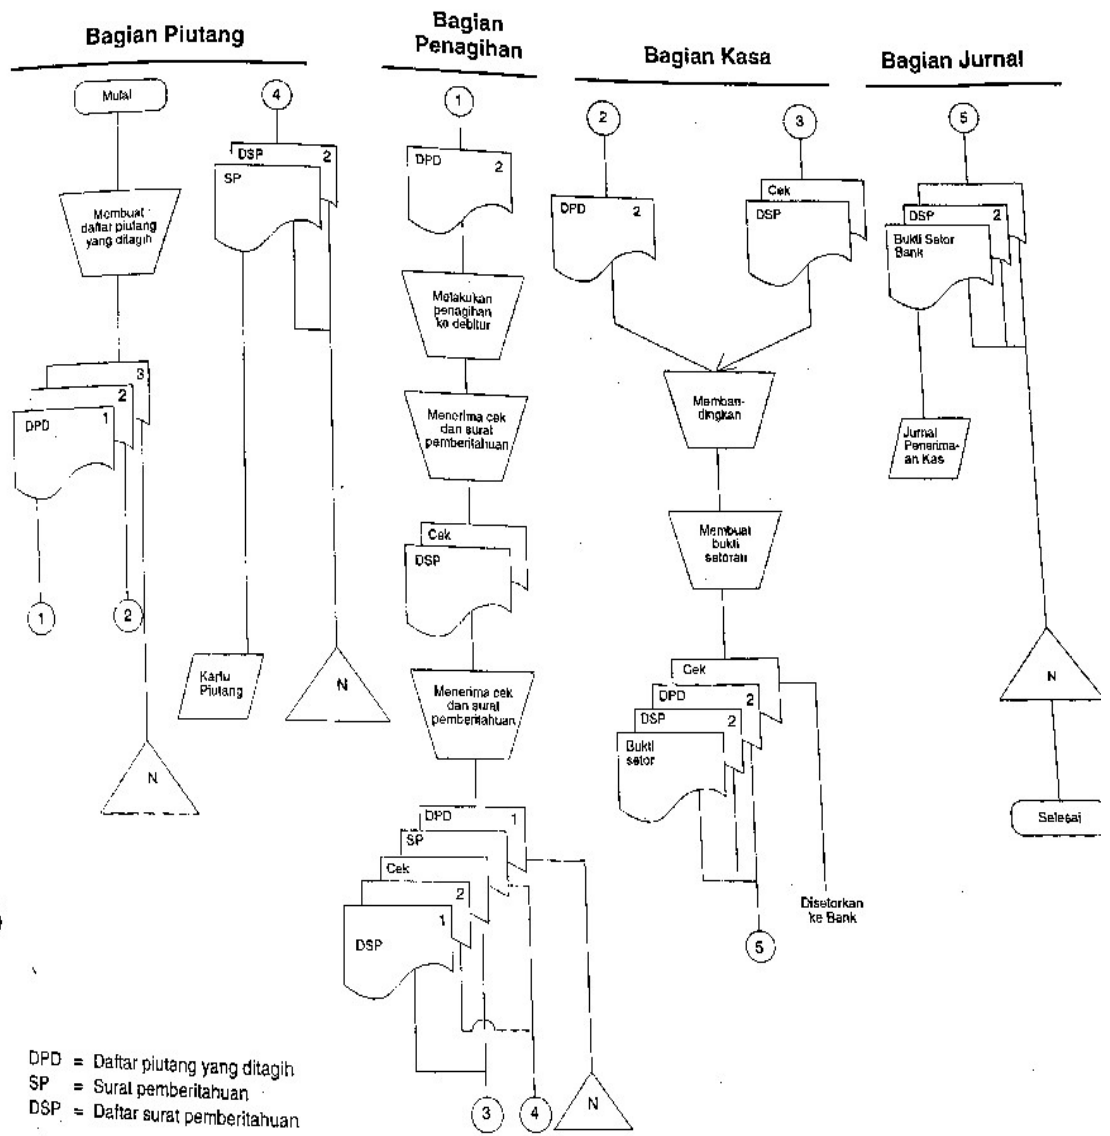 Bagian Piutang
Mulai
Membuat
daftar piutang
yang ditagih
3
2
DPD 1
1
2
N
4
DSP 2
SP
Kartu
Piutang
N
Bagian
Penagihan
1
DPD 2
Melakukan
penagihan
ke debitur
Menerima cek
dan surat
pemberitahuan
Cek
DSP
Menerima cek
dan surat
pemberitahuan
DPD 1
SP
Cek
2
1
DSP
3
4
N
Bagian Kasa
2
3
DPD 2
Cek
DSP
Memban-
dingkan
Membuat
bukti
setoran
Cek
DPD 2
DSP 2
Bukti
setor
Disetorkan
ke Bank
5
Bagian Jurnal
5
DSP 2
Bukti Setor
Bank
Jurnal
Penerima-
an Kas
N
Selesai
DPD = Daftar piutang yang ditagih
SP = Surat pemberitahuan
DSP = Daftar surat pemberitahuan